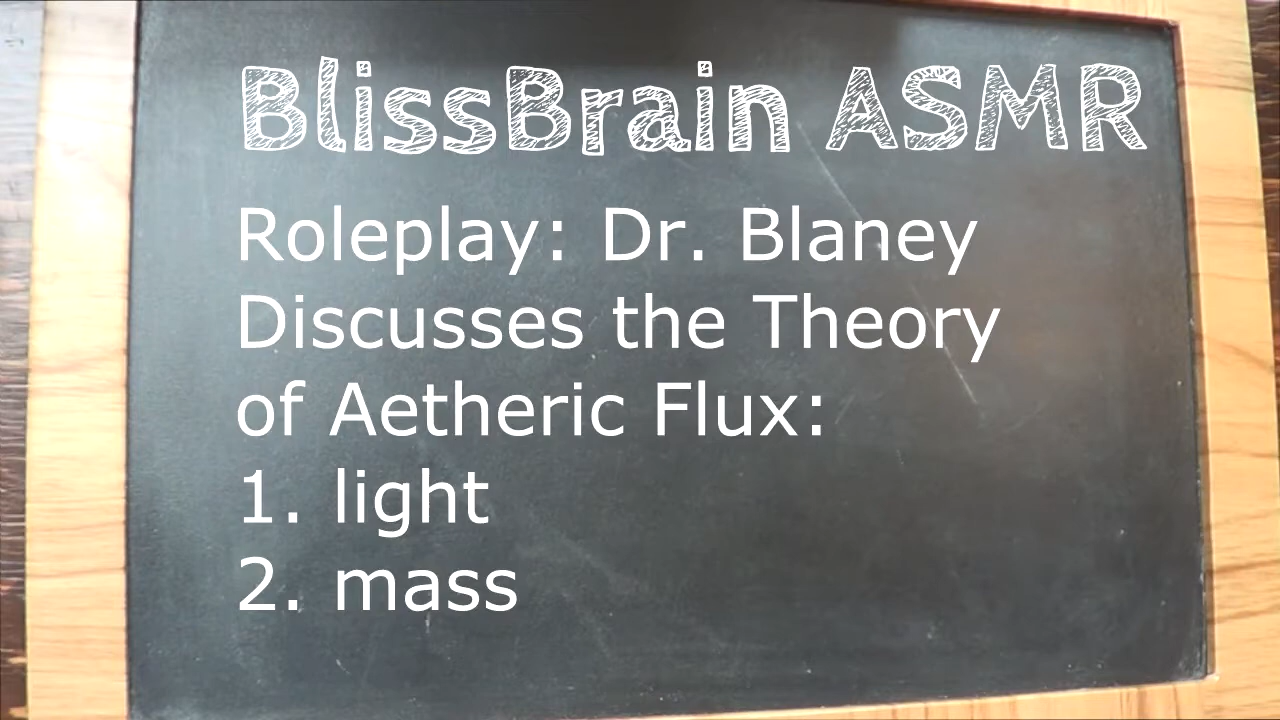 BlissBrain ASMR
Roleplay: Dr. Blaney
Discusses the Theory
of Aetheric Flux:
1. light
2. mass